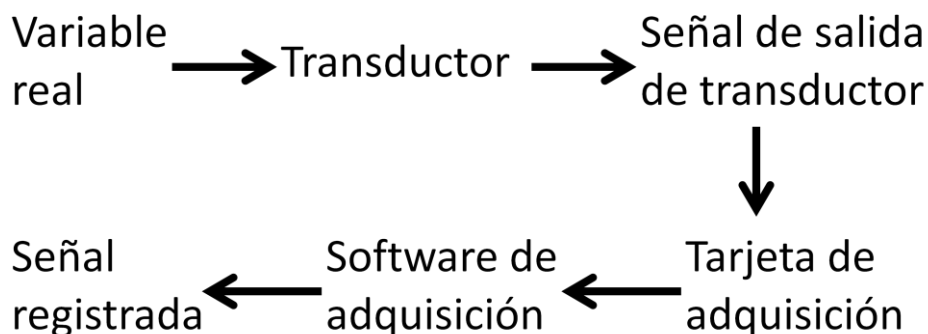 Variable
real
Transductor
Señal de salida
de transductor
Tarjeta de
adquisición
Software de
adquisición
Señal
registrada